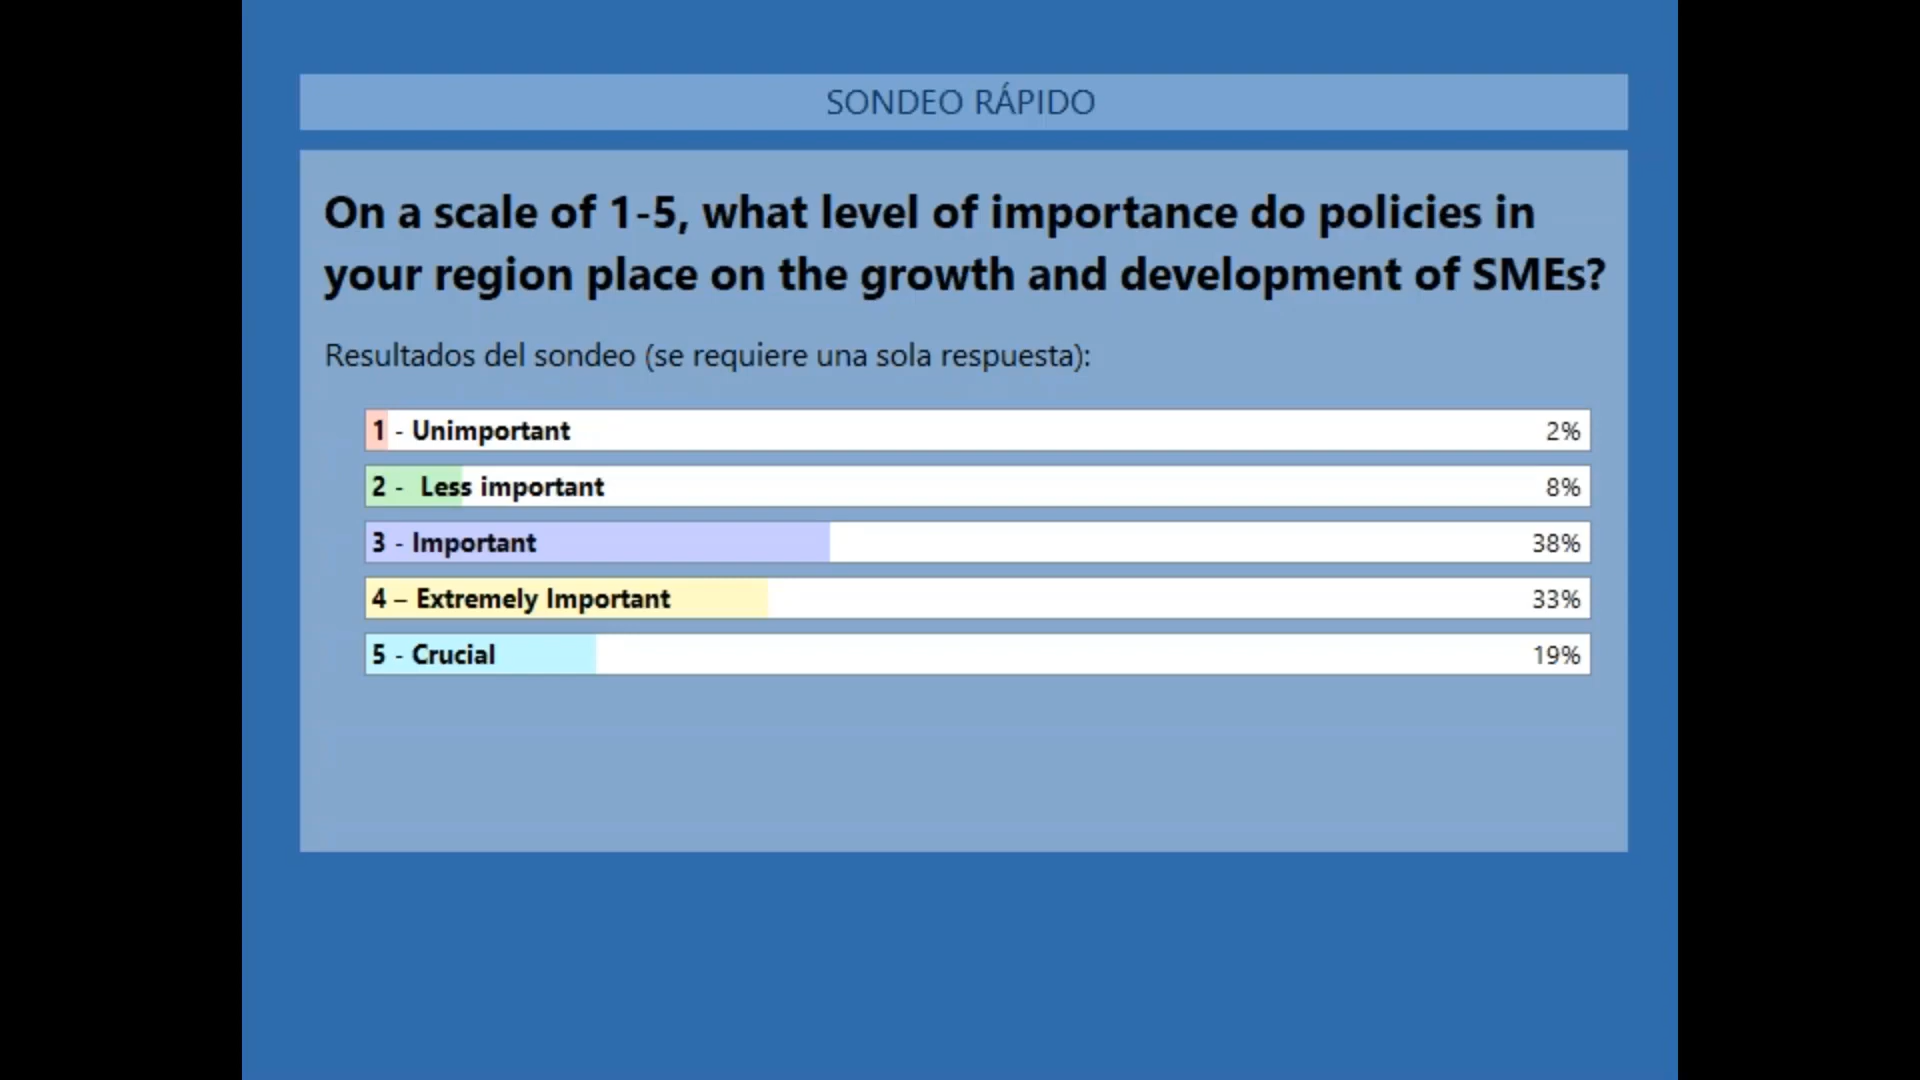 SONDEO RÁPIDO
On a scale of 1-5, what level of importance do policies in
your region place on the growth and development of SMEs?
Resultados del sondeo (se requiere una sola respuesta):
1 - Unimportant 2%
2 -  Less important 8%
3 - Important 38%
4 – Extremely Important 33%
5 - Crucial 19%